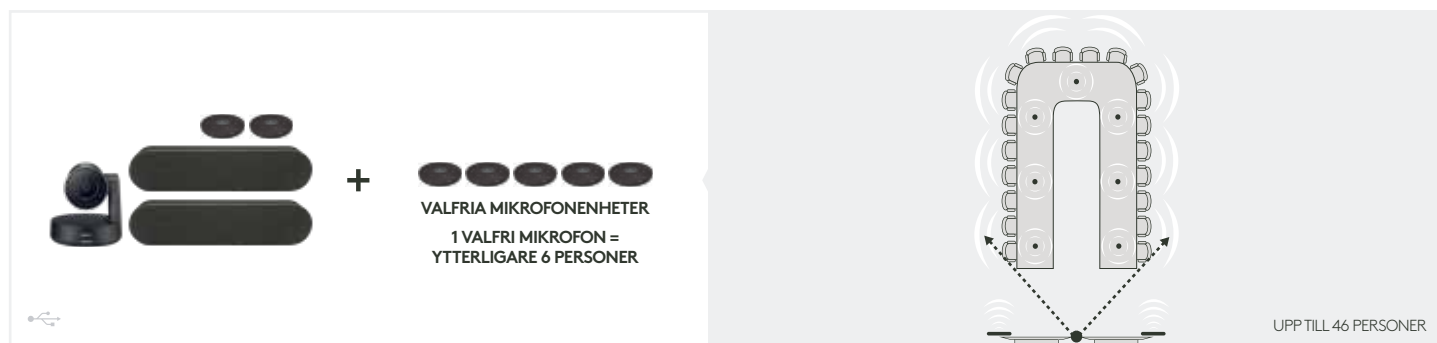 VALFRIA MIKROFONENHETER
1 VALFRI MIKROFON =
YTTERLIGARE 6 PERSONER
UPP TILL 46 PERSONER